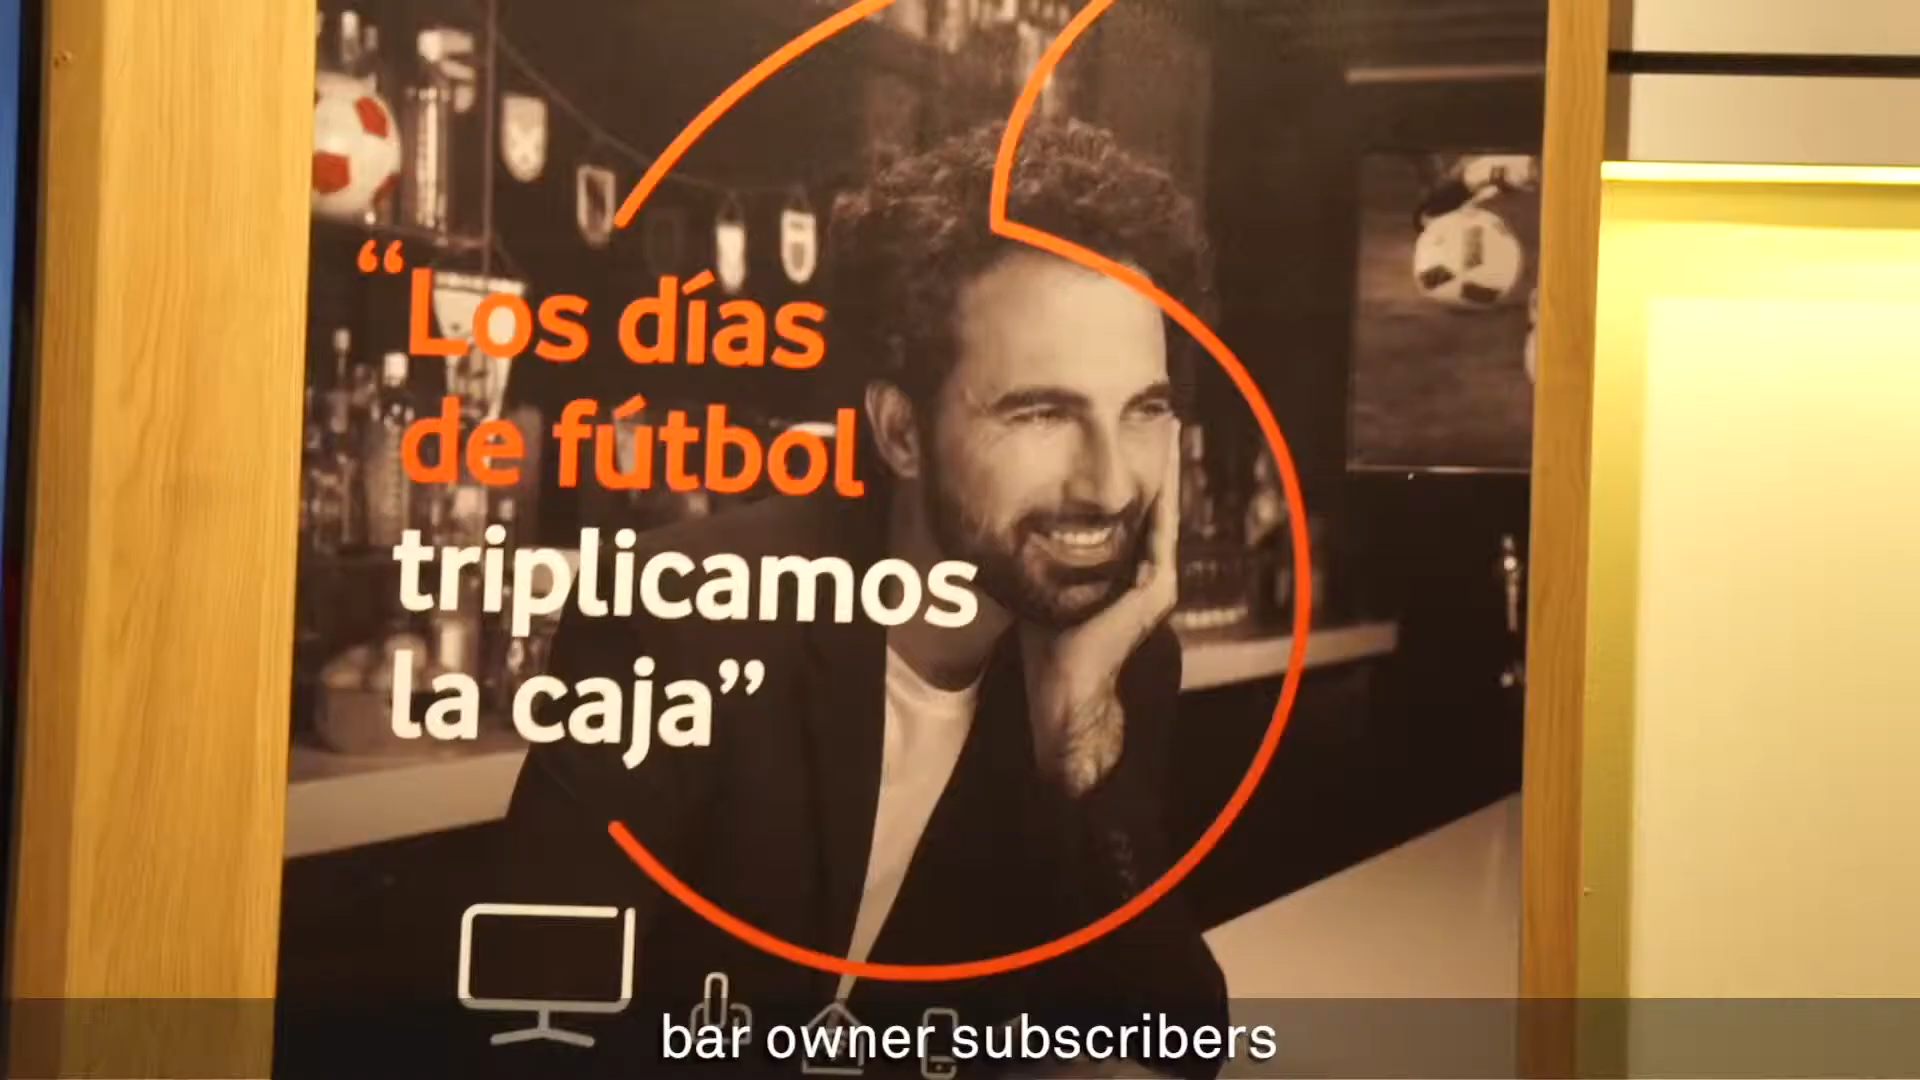 “Los días
de fútbol
triplicamos
la caja”
bar owner subscribers